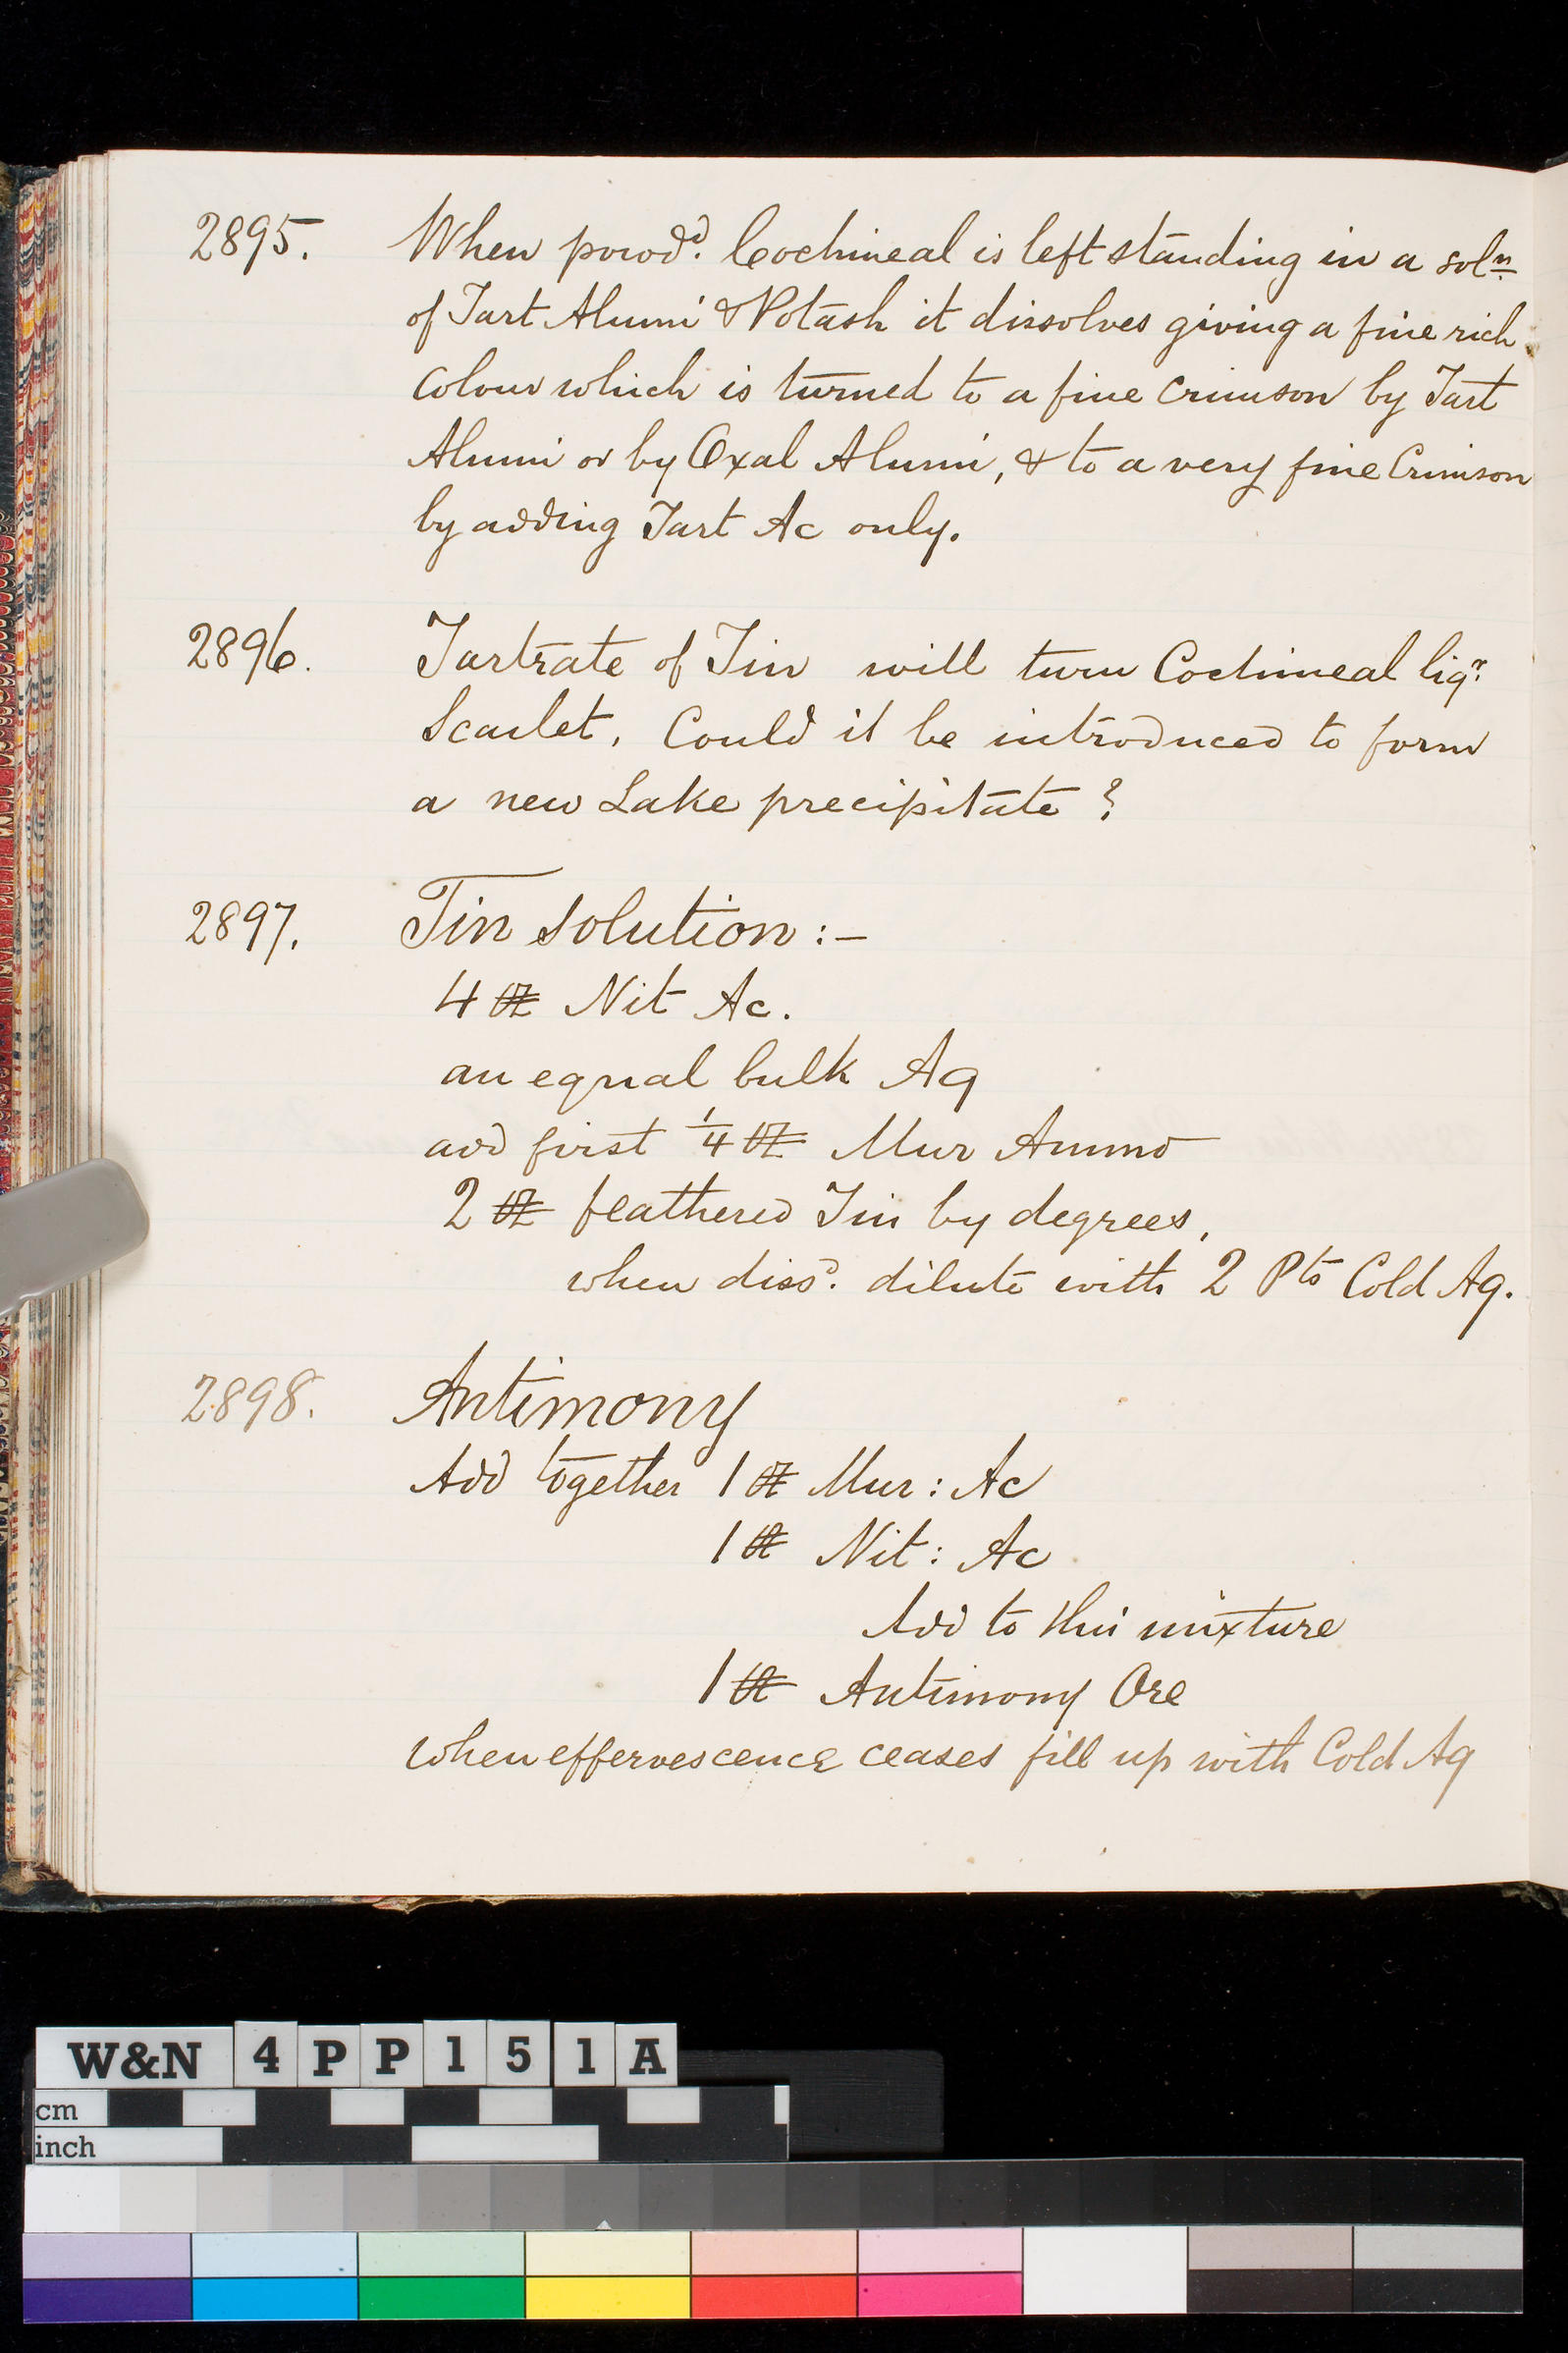 2895. When powd.d Cochineal is left standing in a soln
of Tart Alumi & Potash it dissolves giving a fine rich
colour which is turned to a fine crimson by Tart
Alumi or by Oxal Alumi, & to a very fine Crimson
by adding Tart Ac only.
2896. Tartrate of Tin will turn Cochineal liqr
Scarlet. Could it be introduced to form
a new Lake precipitate ?
2897. Tin Solution :-
4 ℔ Nit Ac.
an equal bulk Aq
add first 1/4 ℔ Mur Ammo
2 ℔ feathered Tin by degrees,
when dissd. dilute with 2 Pts Cold Aq.
2898. Antimony
Add together 1 ℔ Mur : Ac
1 ℔ Nit : Ac
Add to this mixture
1 ℔ Antimony Ore
when effervescence ceases fill up with Cold Aq
W&N 4PP151A
cm
inch